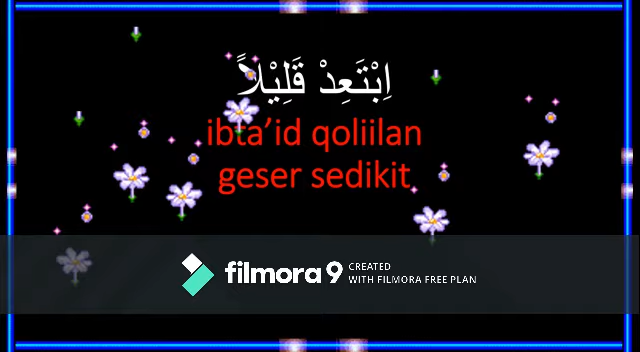 اِبْتَعِدْ قَلِيْلاً
ibta'id qoliilan
geser sedikit
filmora 9 CREATED
WITH FILMORA FREE PLAN